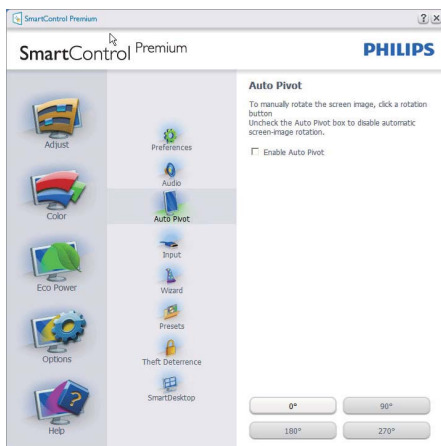 SmartControl Premium
SmartControl Premium
PHILIPS
Adjust
Color
Eco Power
Options
Help
Preferences
Audio
Auto Pivot
Input
Wizard
Presets
Theft Deterrence
SmartDesktop
Auto Pivot
To manually rotate the screen image, click a rotation
button
Uncheck the Auto Pivot box to disable automatic
screen-image rotation.
Enable Auto Pivot
0° 90°
180° 270°